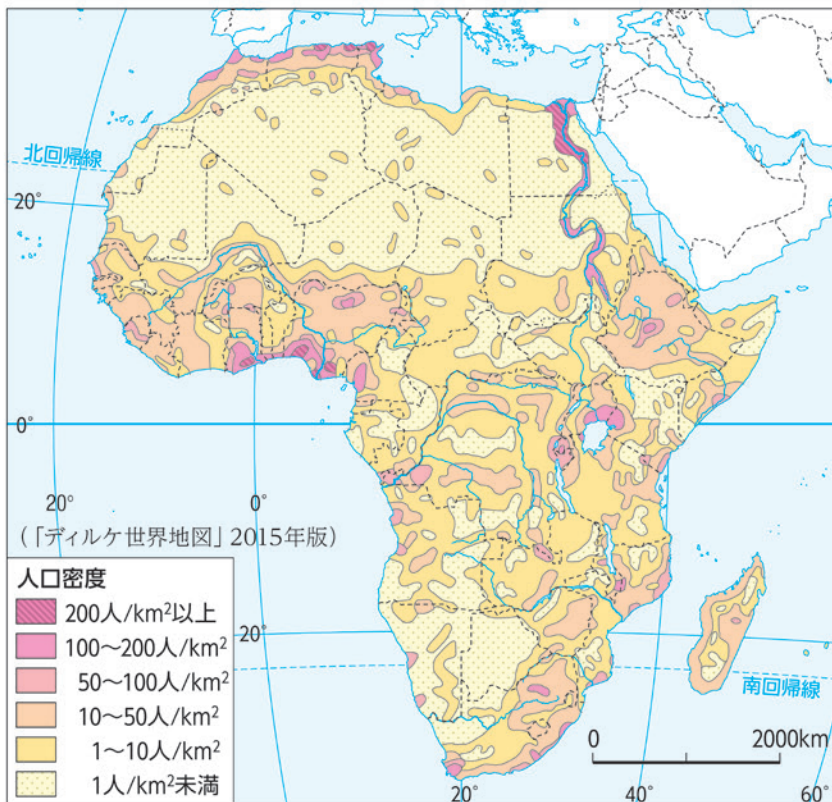 北回帰線
20°
0°
20°
0°
(「ディルケ世界地図」2015年版)
人口密度
200人/km²以上
100～200人/km²
50～100人/km²
10～50人/km²
1～10人/km²
1人/km²未満
20°
南回帰線
0
2000km
20°
40°
60°